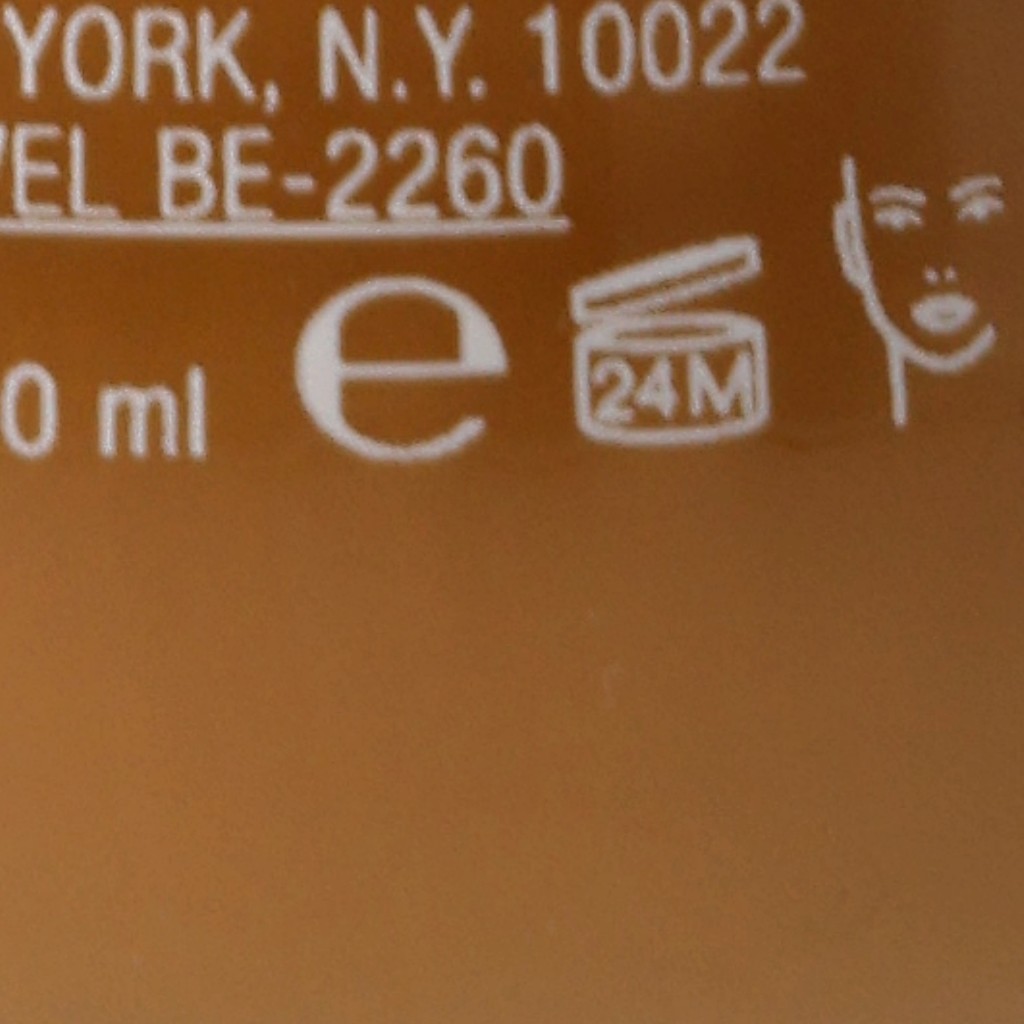 YORK, N.Y. 10022
VEL BE-2260
0 ml e 24M